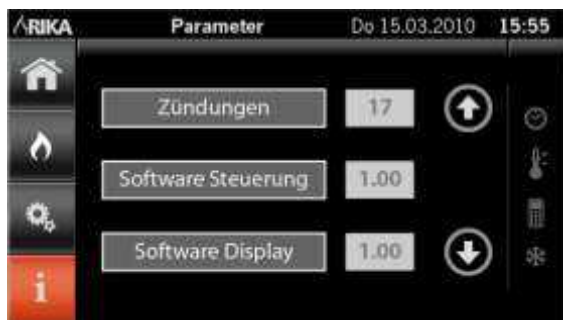 RIKA Parameter Do 15.03.2010 15:55
Zündungen 17
Software Steuerung 1.00
Software Display 1.00
i